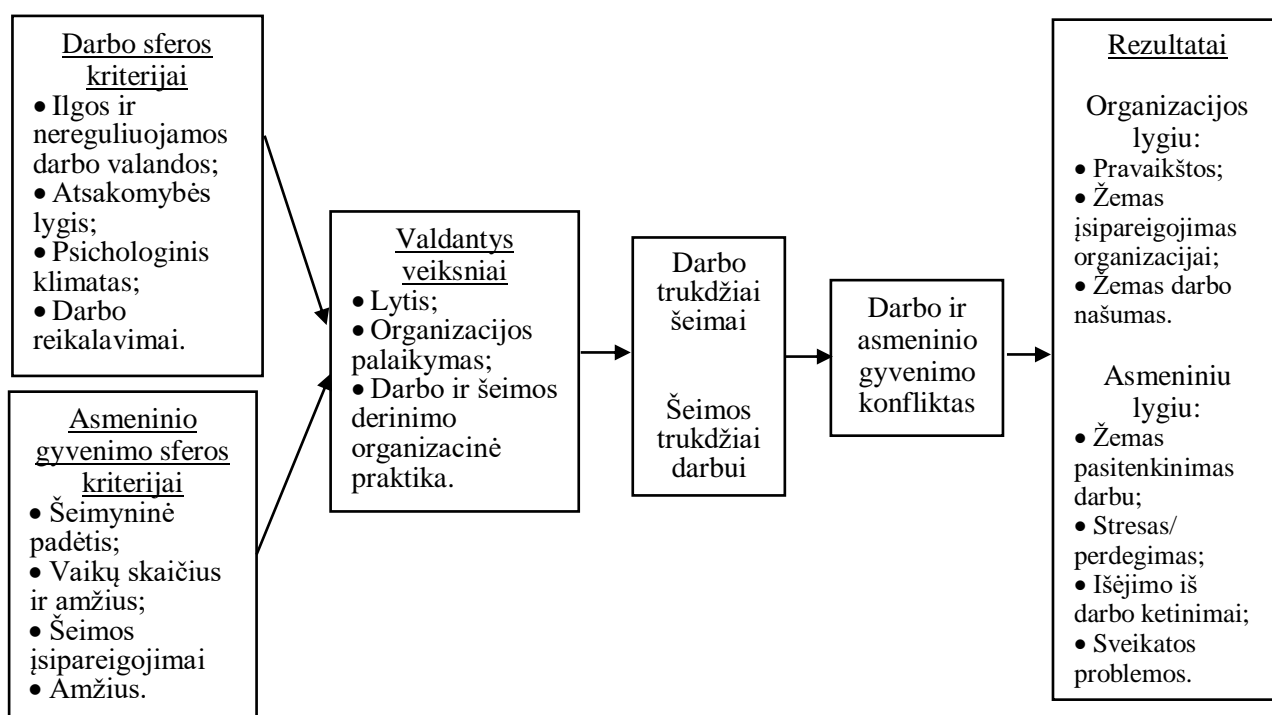 Darbo sferos
kriterijai
• Ilgos ir
nereguliuojamos
darbo valandos;
• Atsakomybės
lygis;
• Psichologinis
klimatas;
• Darbo
reikalavimai.
Asmeninio
gyvenimo sferos
kriterijai
• Šeimyninė
padėtis;
• Vaikų skaičius
ir amžius;
• Šeimos
įsipareigojimai
• Amžius.
Valdantys
veiksniai
• Lytis;
• Organizacijos
palaikymas;
• Darbo ir šeimos
derinimo
organizacinė
praktika.
Darbo
trukdžiai
šeimai
Šeimos
trukdžiai
darbui
Darbo ir
asmeninio
gyvenimo
konfliktas
Rezultatai
Organizacijos
lygiu:
• Pravaikštos;
• Žemas
įsipareigojimas
organizacijai;
• Žemas darbo
našumas.
Asmeniniu
lygiu:
• Žemas
pasitenkinimas
darbu;
• Stresas/
perdegimas;
• Išėjimo iš
darbo ketinimai;
• Sveikatos
problemos.